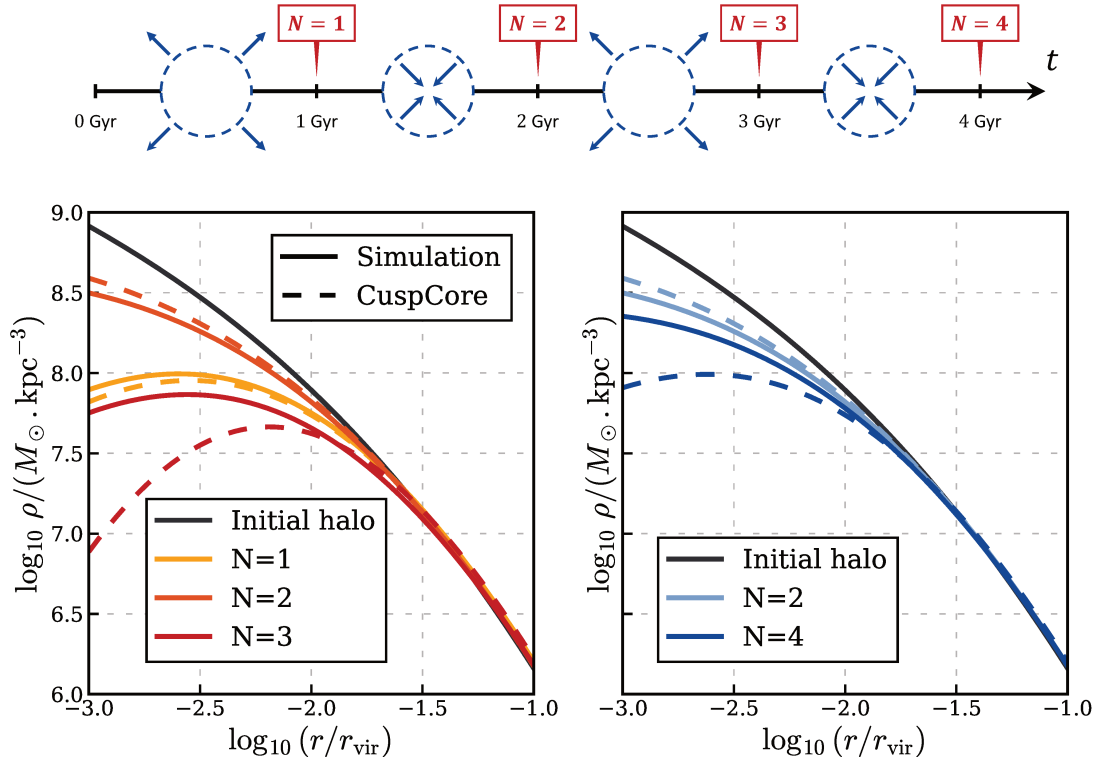 N = 1
N = 2
N = 3
N = 4
t
0 Gyr
1 Gyr
2 Gyr
3 Gyr
4 Gyr
log₁₀ ρ/(M⊙.kpc⁻³)
9.0
8.5
8.0
7.5
7.0
6.5
6.0
Simulation
CuspCore
Initial halo
N=1
N=2
N=3
−3.0
−2.5
−2.0
−1.5
−1.0
log₁₀ (r/rvir)
log₁₀ ρ/(M⊙.kpc⁻³)
Initial halo
N=2
N=4
−3.0
−2.5
−2.0
−1.5
−1.0
log₁₀ (r/rvir)